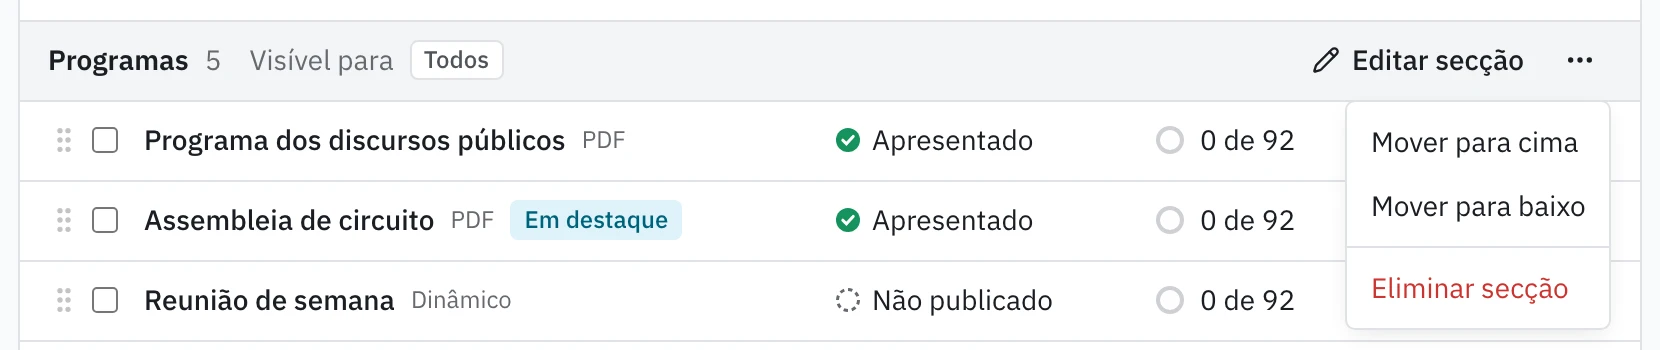 Programas 5 Visível para Todos Editar secção ...
Programa dos discursos públicos PDF Apresentado 0 de 92
Mover para cima
Assembleia de circuito PDF Em destaque Apresentado 0 de 92
Mover para baixo
Reunião de semana Dinâmico Não publicado 0 de 92
Eliminar secção